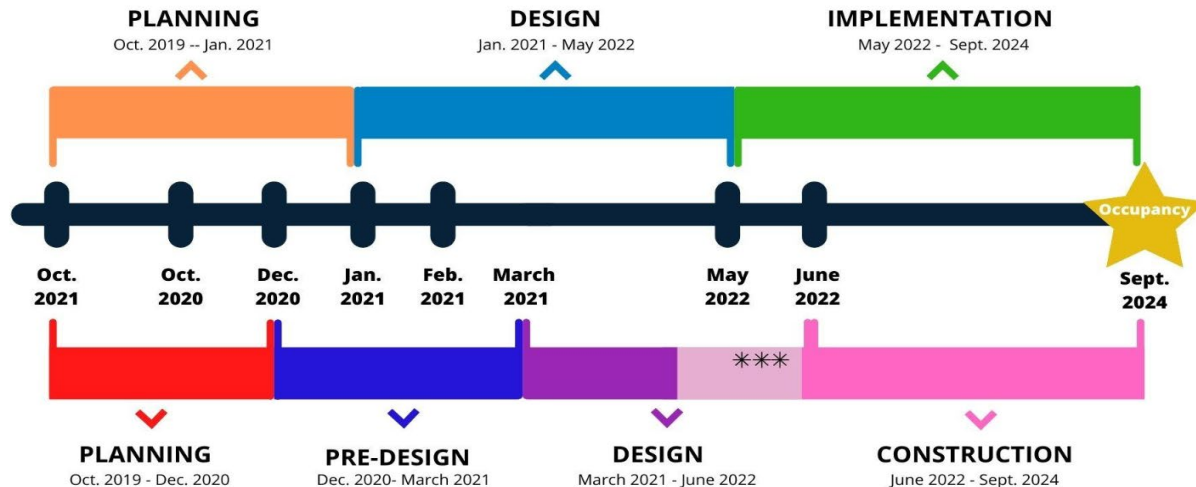 PLANNING
Oct. 2019 -- Jan. 2021
DESIGN
Jan. 2021 - May 2022
IMPLEMENTATION
May 2022 - Sept. 2024
Occupancy
Oct.
2021
Oct.
2020
Dec.
2020
Jan.
2021
Feb.
2021
March
2021
May
2022
June
2022
Sept.
2024
✳✳✳
PLANNING
Oct. 2019 - Dec. 2020
PRE-DESIGN
Dec. 2020- March 2021
DESIGN
March 2021 - June 2022
CONSTRUCTION
June 2022 - Sept. 2024